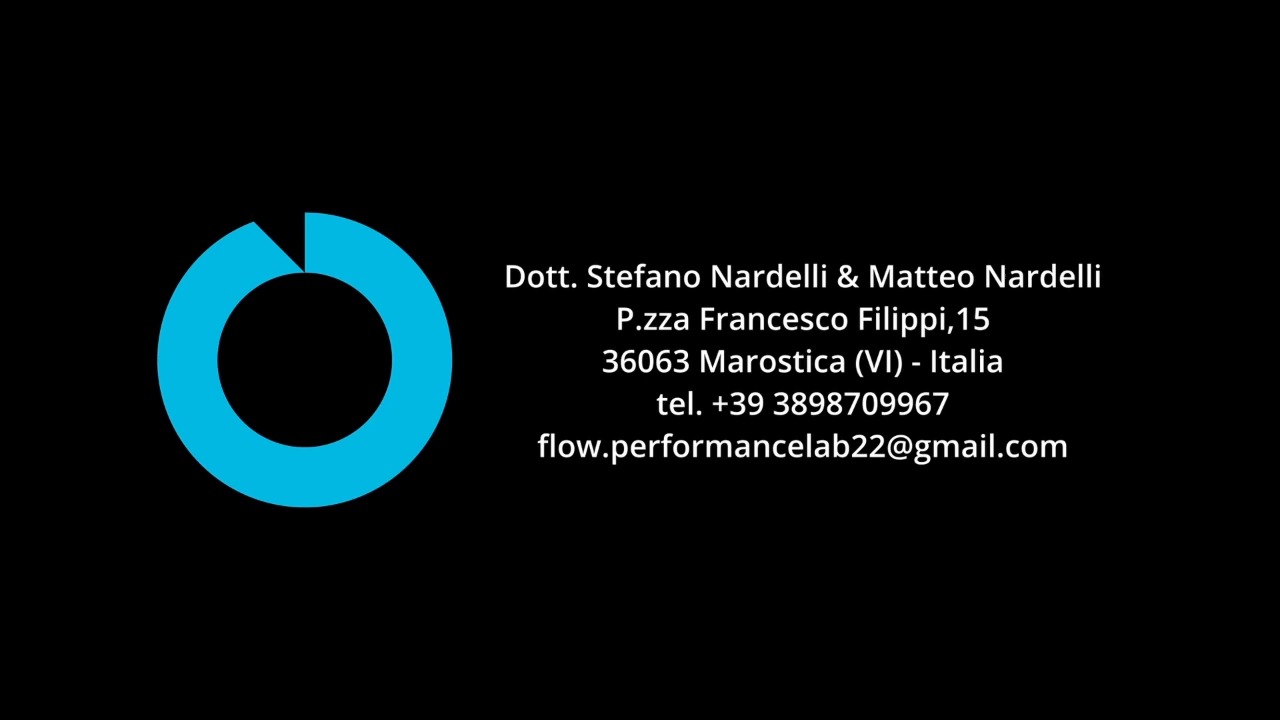 Dott. Stefano Nardelli & Matteo Nardelli
P.zza Francesco Filippi,15
36063 Marostica (VI) - Italia
tel. +39 3898709967
flow.performancelab22@gmail.com